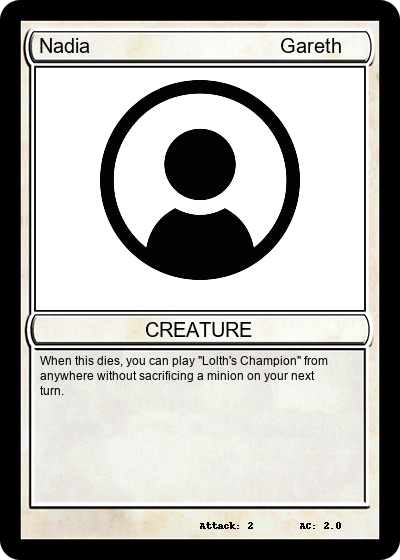 Nadia Gareth
CREATURE
When this dies, you can play "Lolth's Champion" from
anywhere without sacrificing a minion on your next
turn.
Attack: 2 AC: 2.0